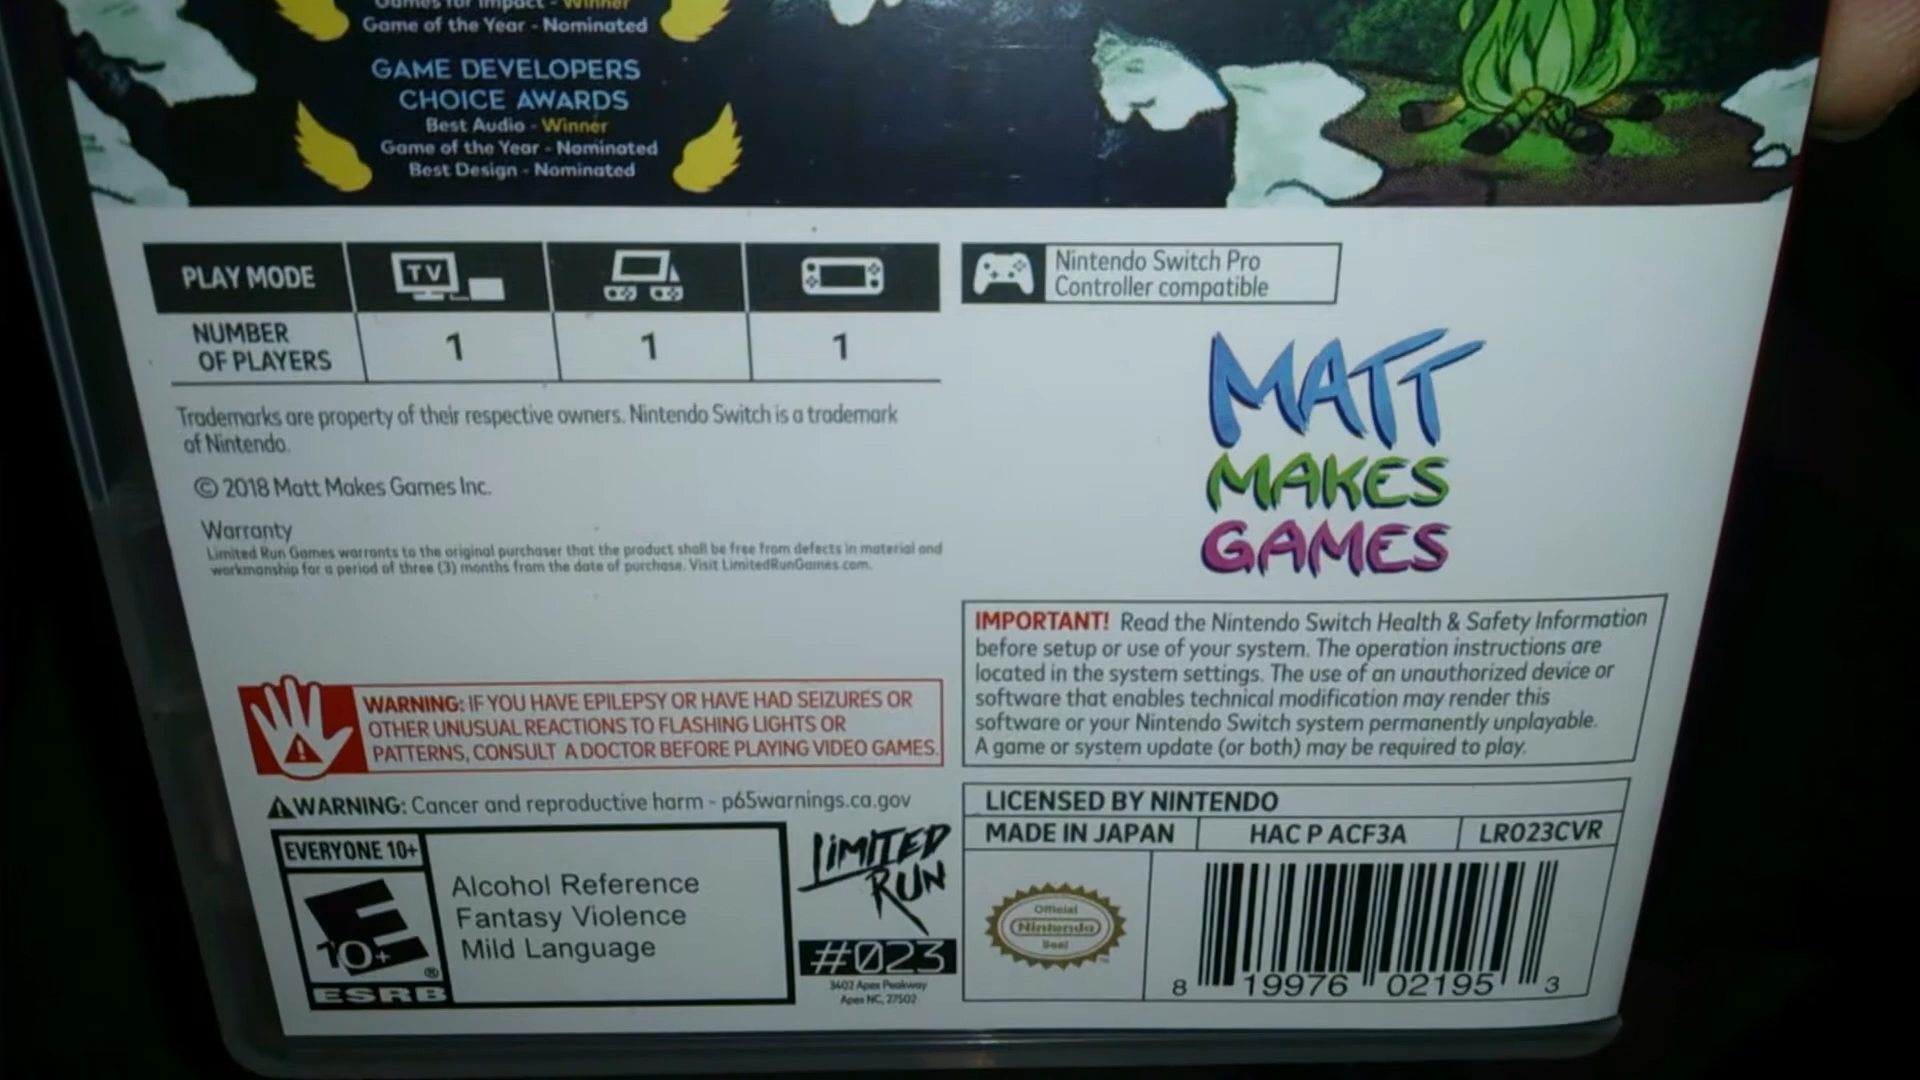 Games for Impact - Winner
Game of the Year - Nominated
GAME DEVELOPERS
CHOICE AWARDS
Best Audio - Winner
Game of the Year - Nominated
Best Design - Nominated
PLAY MODE
TV
NUMBER
OF PLAYERS
1
1
1
Nintendo Switch Pro
Controller compatible
Trademarks are property of their respective owners. Nintendo Switch is a trademark
of Nintendo.
© 2018 Matt Makes Games Inc.
Warranty
Limited Run Games warrants to the original purchaser that the product shall be free from defects in material and
workmanship for a period of three (3) months from the date of purchase. Visit LimitedRunGames.com.
MATT
MAKES
GAMES
WARNING: IF YOU HAVE EPILEPSY OR HAVE HAD SEIZURES OR
OTHER UNUSUAL REACTIONS TO FLASHING LIGHTS OR
PATTERNS, CONSULT A DOCTOR BEFORE PLAYING VIDEO GAMES.
IMPORTANT! Read the Nintendo Switch Health & Safety Information
before setup or use of your system. The operation instructions are
located in the system settings. The use of an unauthorized device or
software that enables technical modification may render this
software or your Nintendo Switch system permanently unplayable.
A game or system update (or both) may be required to play.
WARNING: Cancer and reproductive harm - p65warnings.ca.gov
EVERYONE 10+
E
10+
®
ESRB
Alcohol Reference
Fantasy Violence
Mild Language
LIMITED
RUN
#023
3402 Apex Peakway
Apex NC, 27502
LICENSED BY NINTENDO
MADE IN JAPAN
HAC P ACF3A
LR023CVR
Official
Nintendo
Seal
8 19976 02195 3